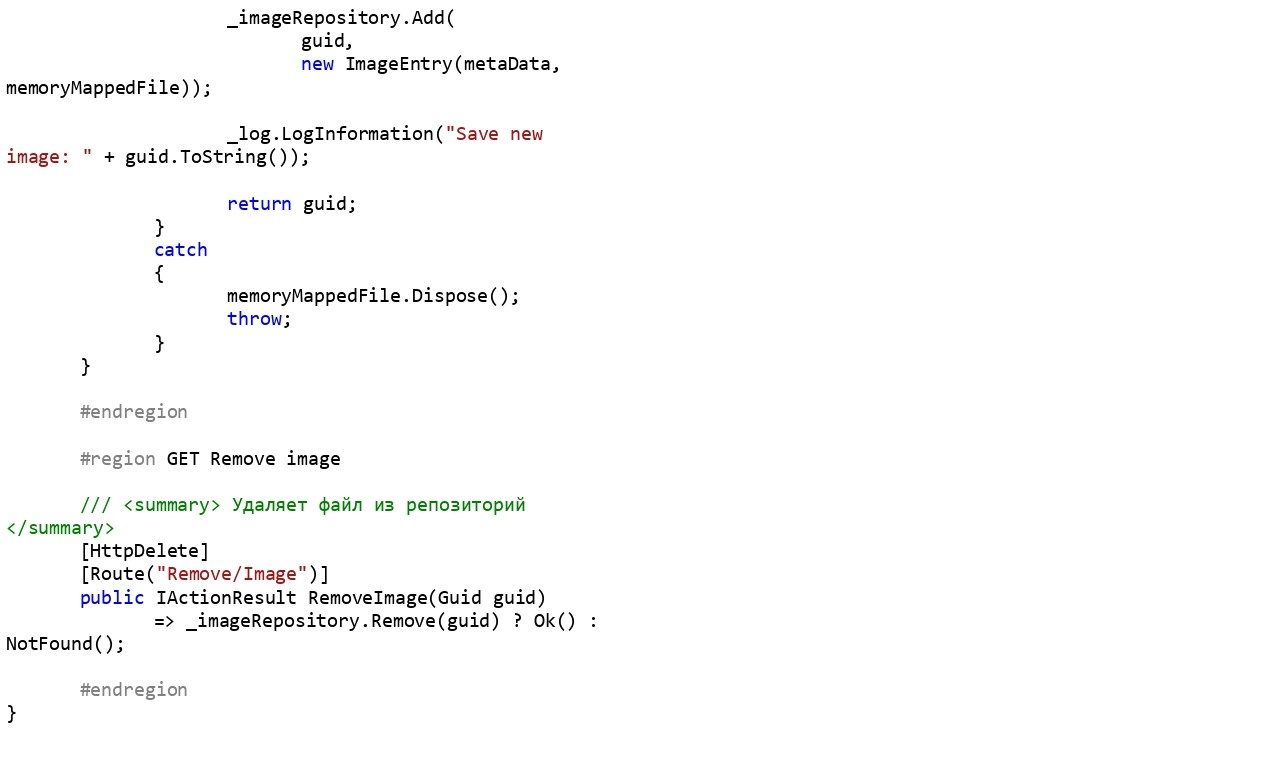 _imageRepository.Add(
guid,
new ImageEntry(metaData,
memoryMappedFile));
_log.LogInformation("Save new
image: " + guid.ToString());
return guid;
}
catch
{
memoryMappedFile.Dispose();
throw;
}
}
#endregion
#region GET Remove image
/// <summary> Удаляет файл из репозиторий
</summary>
[HttpDelete]
[Route("Remove/Image")]
public IActionResult RemoveImage(Guid guid)
=> _imageRepository.Remove(guid) ? Ok() :
NotFound();
#endregion
}